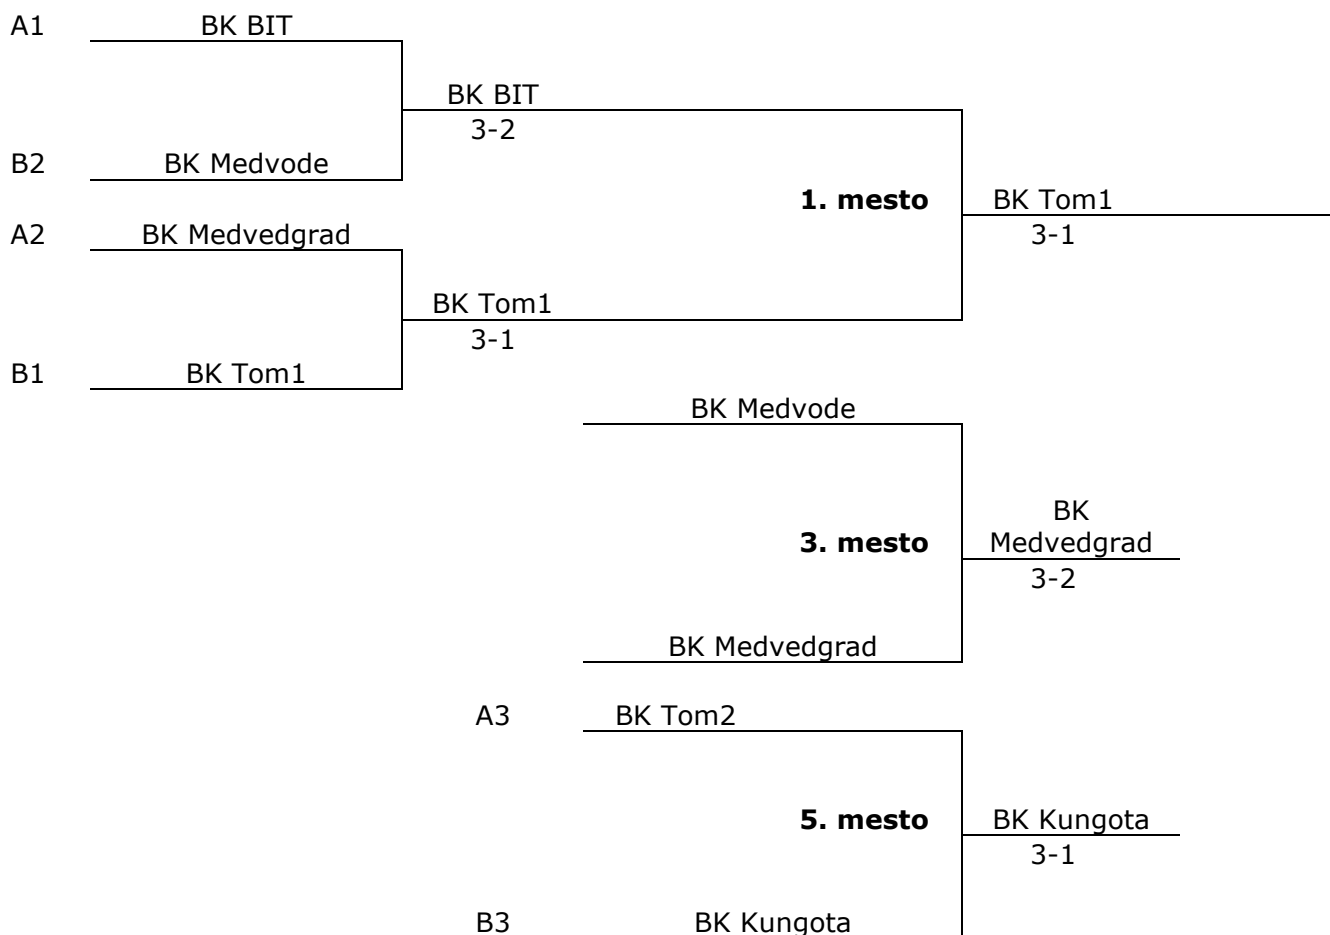 A1 BK BIT
BK BIT
3-2
B2 BK Medvode
1. mesto BK Tom1
A2 BK Medvedgrad
3-1
BK Tom1
3-1
B1 BK Tom1
BK Medvode
BK
3. mesto Medvedgrad
3-2
BK Medvedgrad
A3 BK Tom2
5. mesto BK Kungota
3-1
B3 BK Kungota